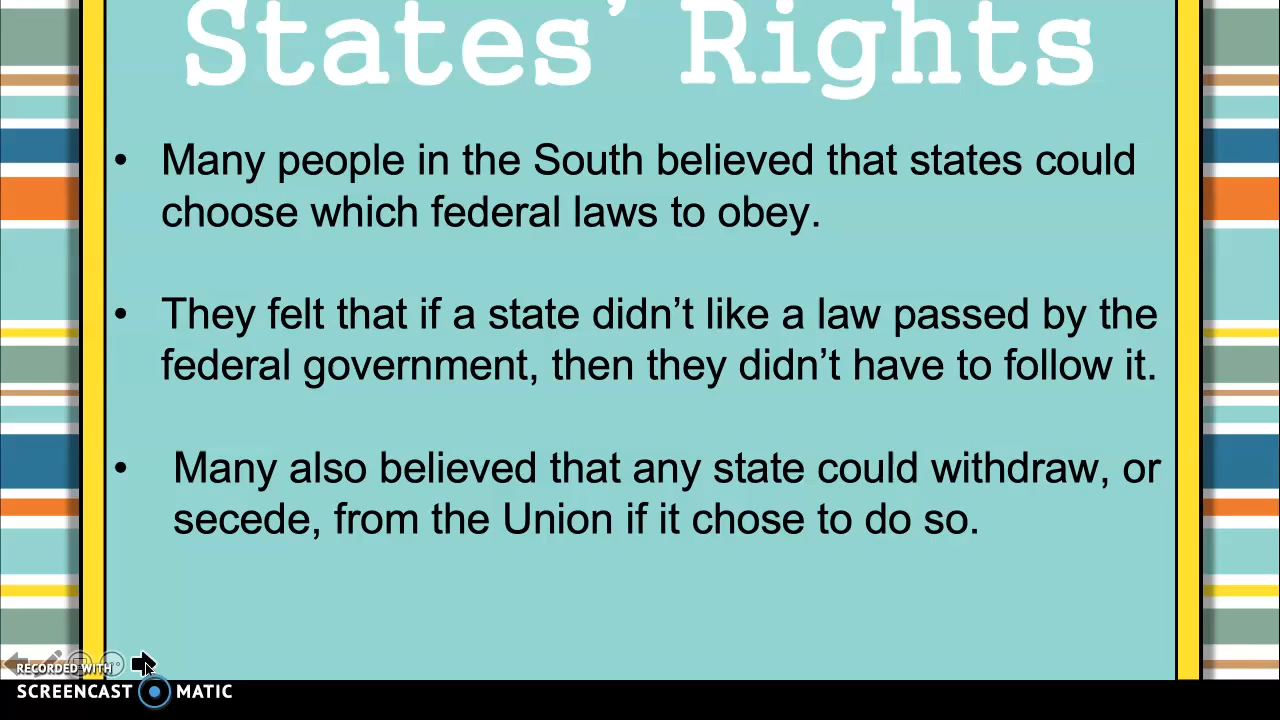 States’ Rights
• Many people in the South believed that states could
choose which federal laws to obey.
• They felt that if a state didn’t like a law passed by the
federal government, then they didn’t have to follow it.
• Many also believed that any state could withdraw, or
secede, from the Union if it chose to do so.
RECORDED WITH
SCREENCAST MATIC